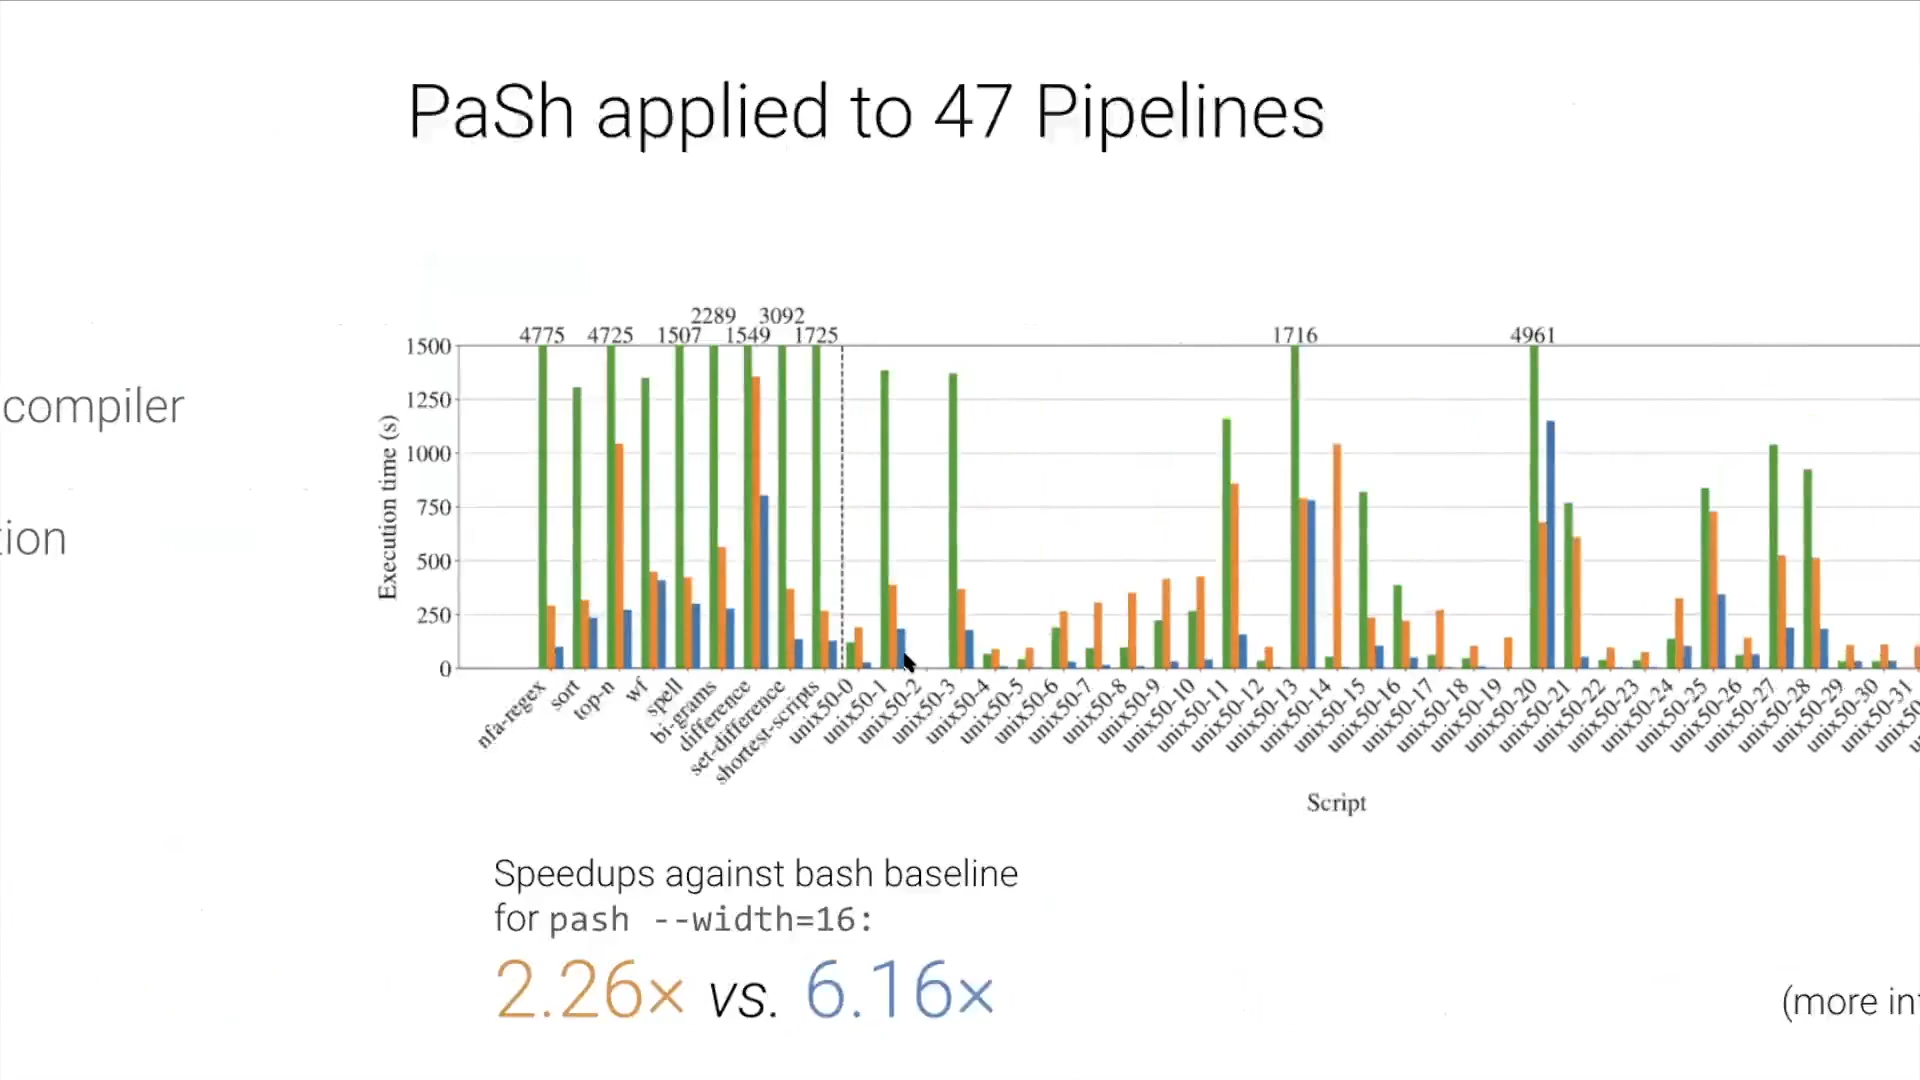 PaSh applied to 47 Pipelines
compiler
tion
2289 3092
4775 4725 1507 1549 1725 1716 4961
1500
1250
1000
750
500
250
0
Execution time (s)
nfa-regex
sort
top-n
wf
spell
bi-grams
difference
set-difference
shortest-scripts
unix50-0
unix50-1
unix50-2
unix50-3
unix50-4
unix50-5
unix50-6
unix50-7
unix50-8
unix50-9
unix50-10
unix50-11
unix50-12
unix50-13
unix50-14
unix50-15
unix50-16
unix50-17
unix50-18
unix50-19
unix50-20
unix50-21
unix50-22
unix50-23
unix50-24
unix50-25
unix50-26
unix50-27
unix50-28
unix50-29
unix50-30
unix50-31
Script
Speedups against bash baseline
for pash --width=16:
2.26x vs. 6.16x
(more in